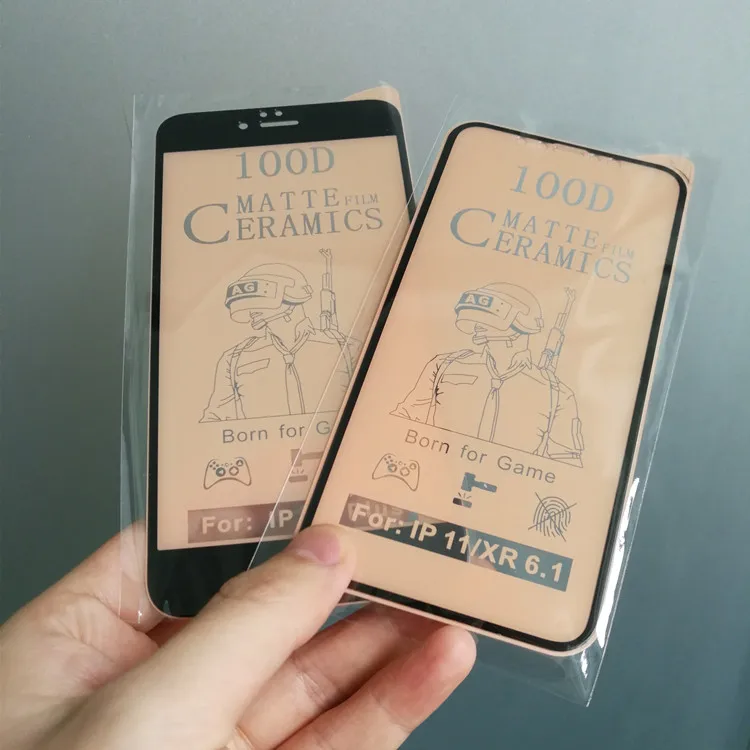 100D
MATTE FILM
CERAMICS
AG
Born for G
For: IP
100D
MATTE FILM
CERAMICS
AG
Born for Game
For: IP 11/XR 6.1